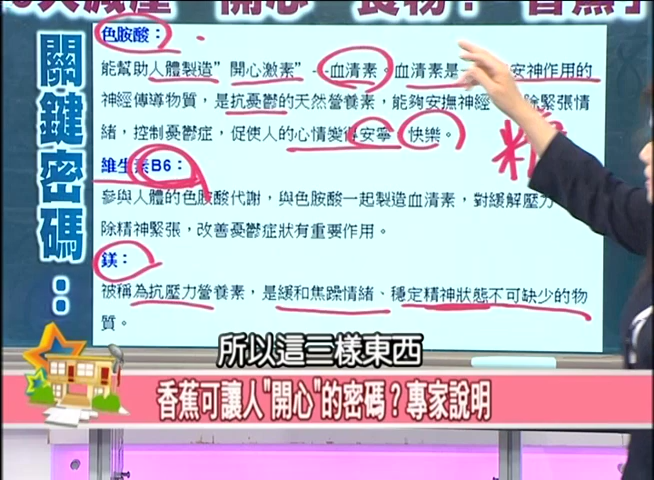 關鍵密碼：
色胺酸：
能幫助人體製造”開心激素”--血清素。血清素是 安神作用的
神經傳導物質，是抗憂鬱的天然營養素，能夠安撫神經 除緊張情
緒，控制憂鬱症，促使人的心情變得安寧 快樂。
維生素B6：
參與人體的色胺酸代謝，與色胺酸一起製造血清素，對緩解壓力
除精神緊張，改善憂鬱症狀有重要作用。
鎂：
被稱為抗壓力營養素，是緩和焦躁情緒、穩定精神狀態不可缺少的物
質。
所以這三樣東西
香蕉可讓人"開心"的密碼？專家說明